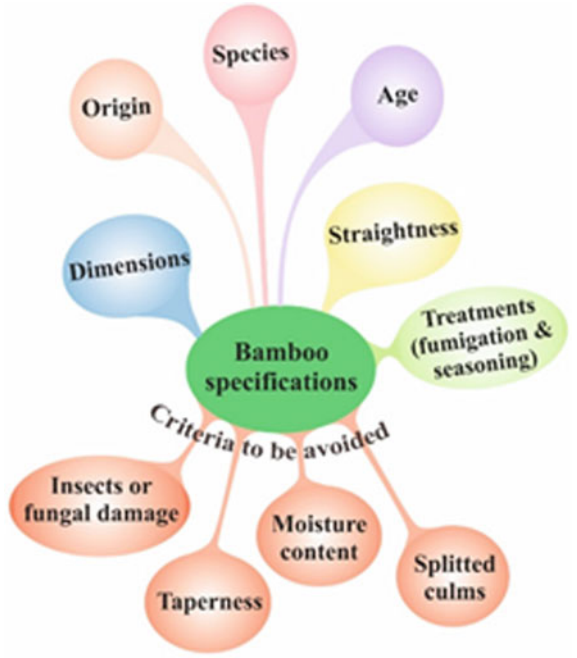 Species
Age
Origin
Straightness
Dimensions
Treatments
(fumigation &
seasoning)
Bamboo
specifications
Criteria to be avoided
Insects or
fungal damage
Moisture
content
Splitted
culms
Taperness